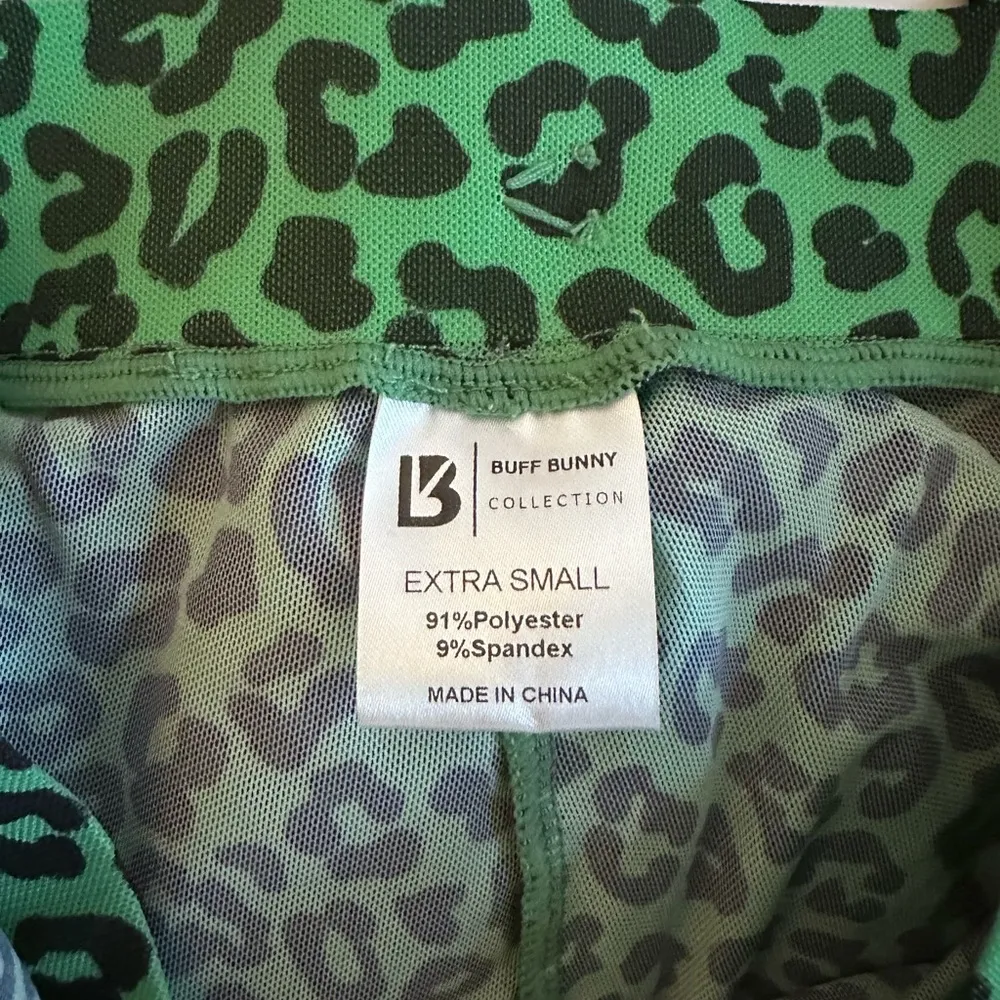 B
BUFF BUNNY
COLLECTION
EXTRA SMALL
91%Polyester
9%Spandex
MADE IN CHINA